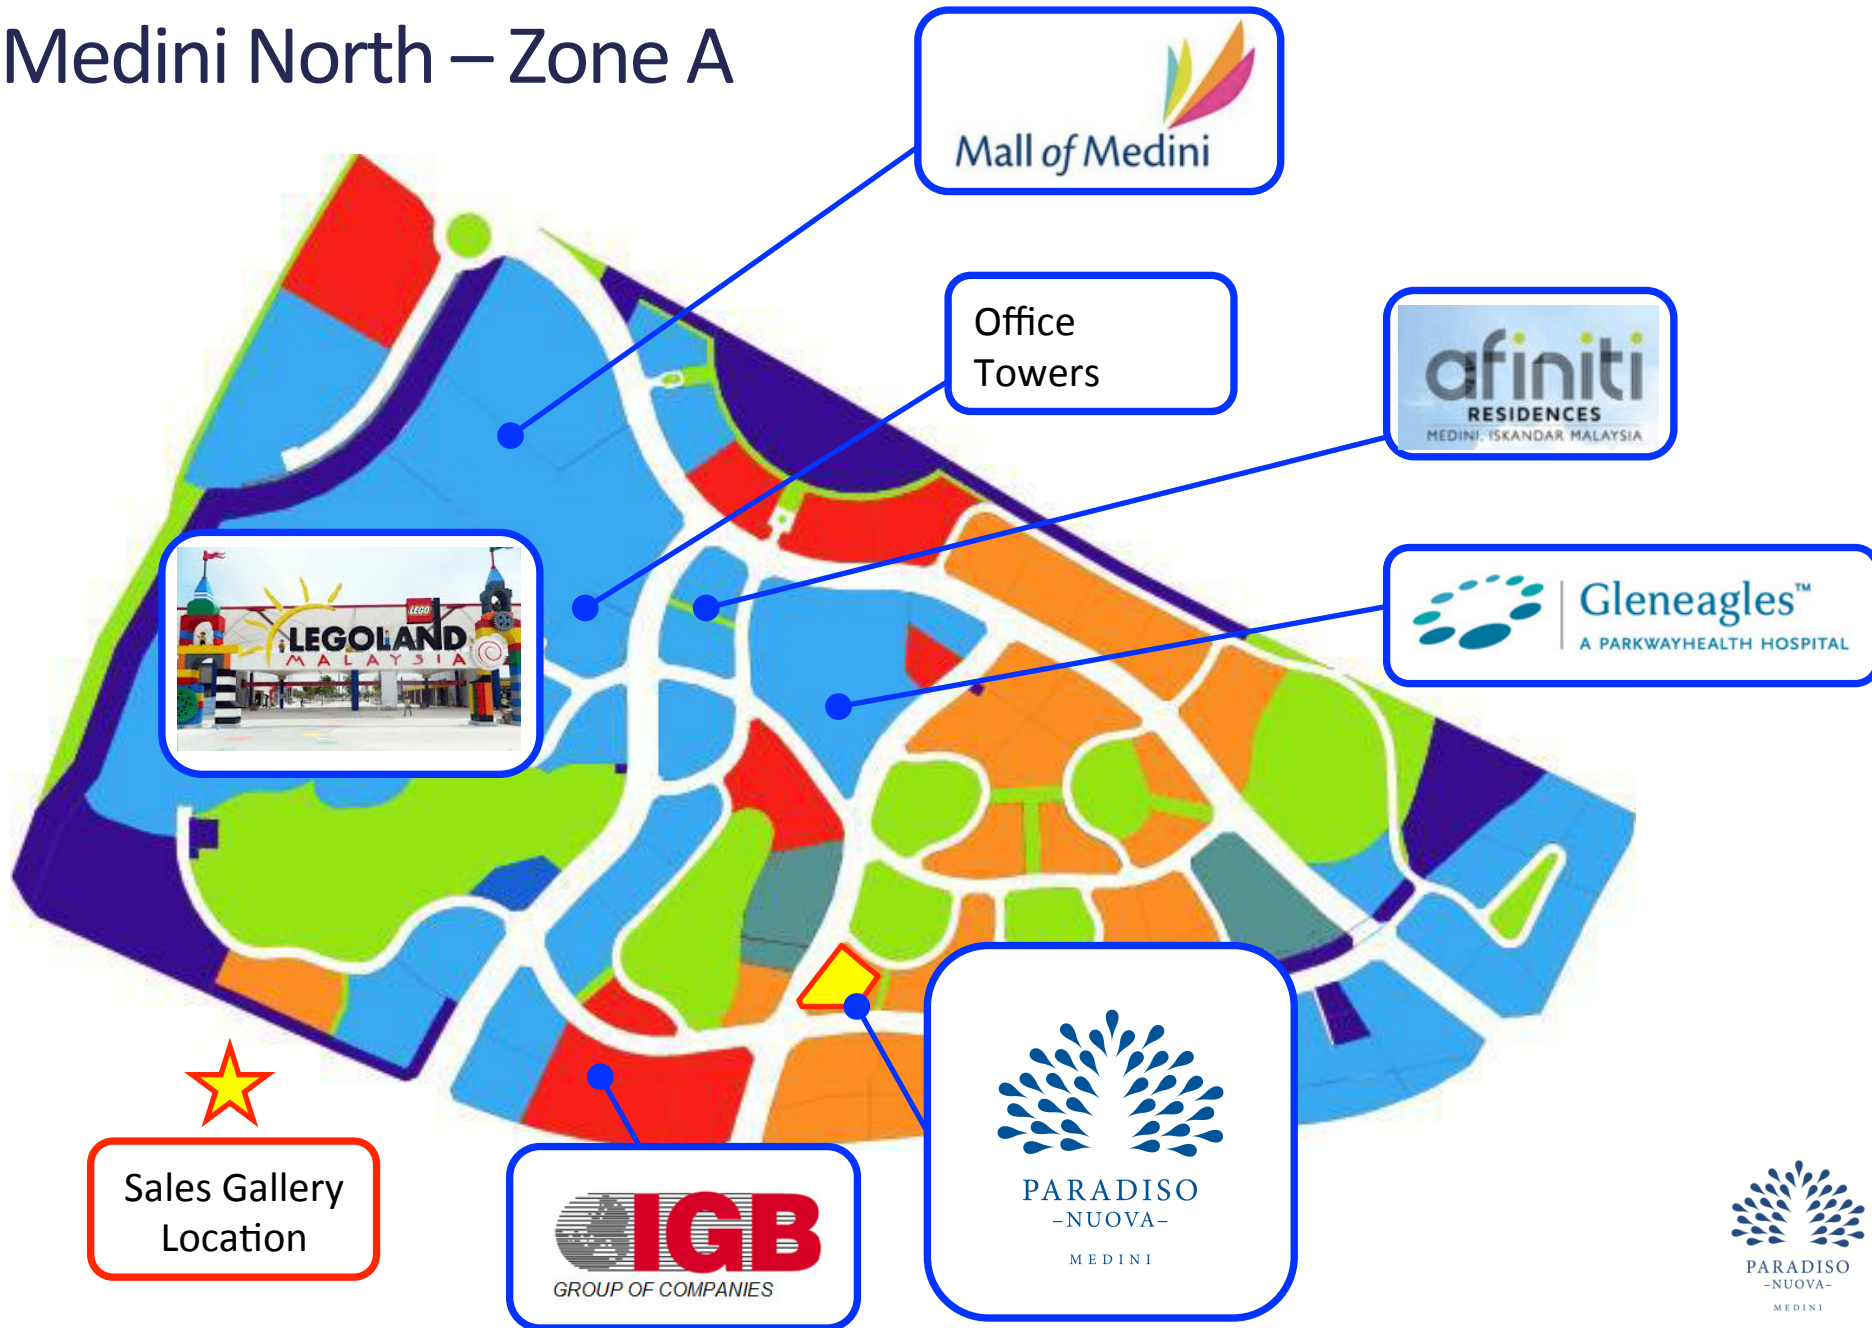 Medini North – Zone A
Mall of Medini
Office
Towers
afiniti
RESIDENCES
MEDINI, ISKANDAR MALAYSIA
LEGO
LEGOLAND
MALAYSIA
Gleneagles™
A PARKWAYHEALTH HOSPITAL
Sales Gallery
Location
IGB
GROUP OF COMPANIES
PARADISO
–NUOVA–
MEDINI
PARADISO
–NUOVA–
MEDINI